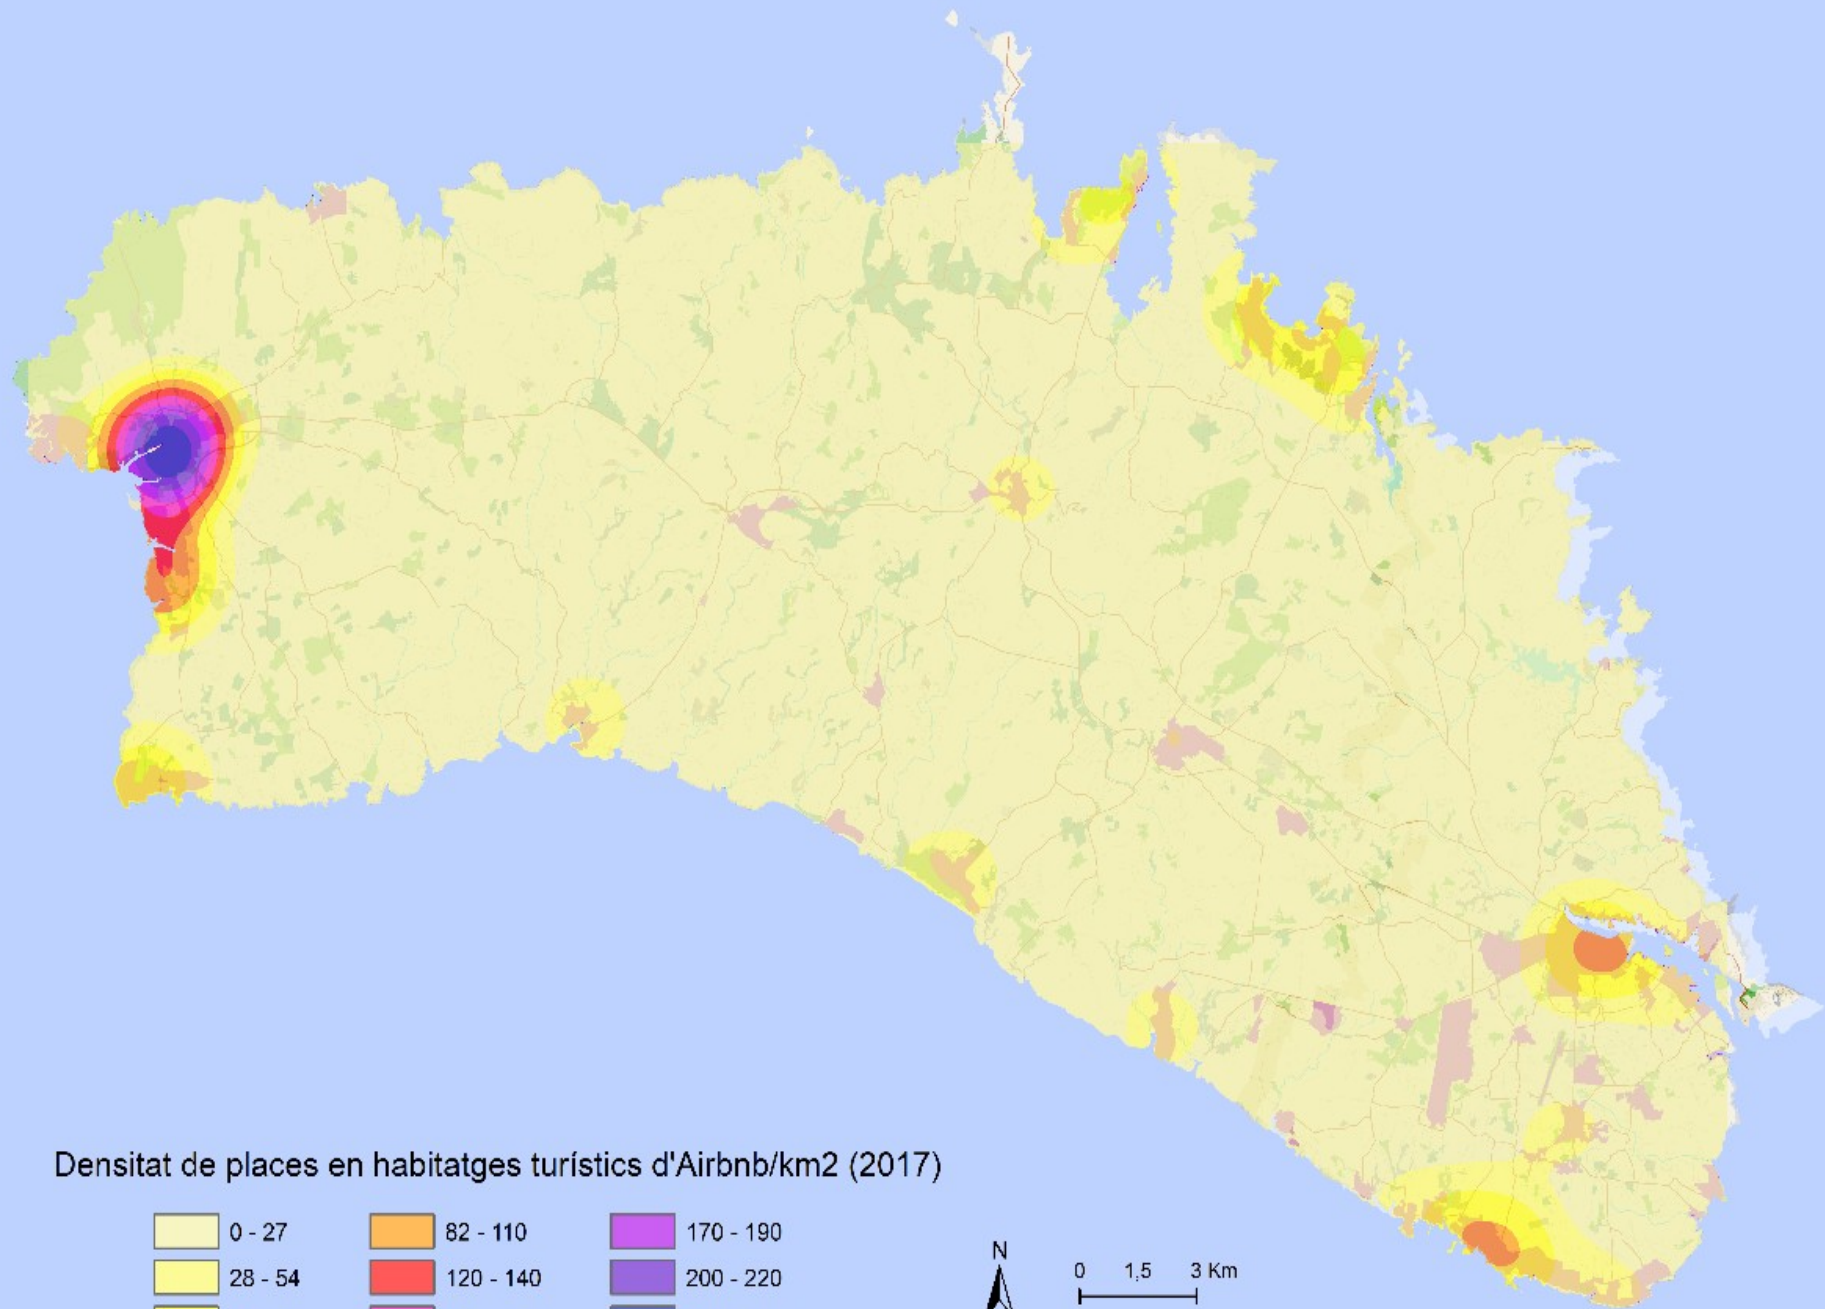 Densitat de places en habitatges turístics d'Airbnb/km2 (2017)
0 - 27
82 - 110
170 - 190
28 - 54
120 - 140
200 - 220
N
0 1,5 3 Km